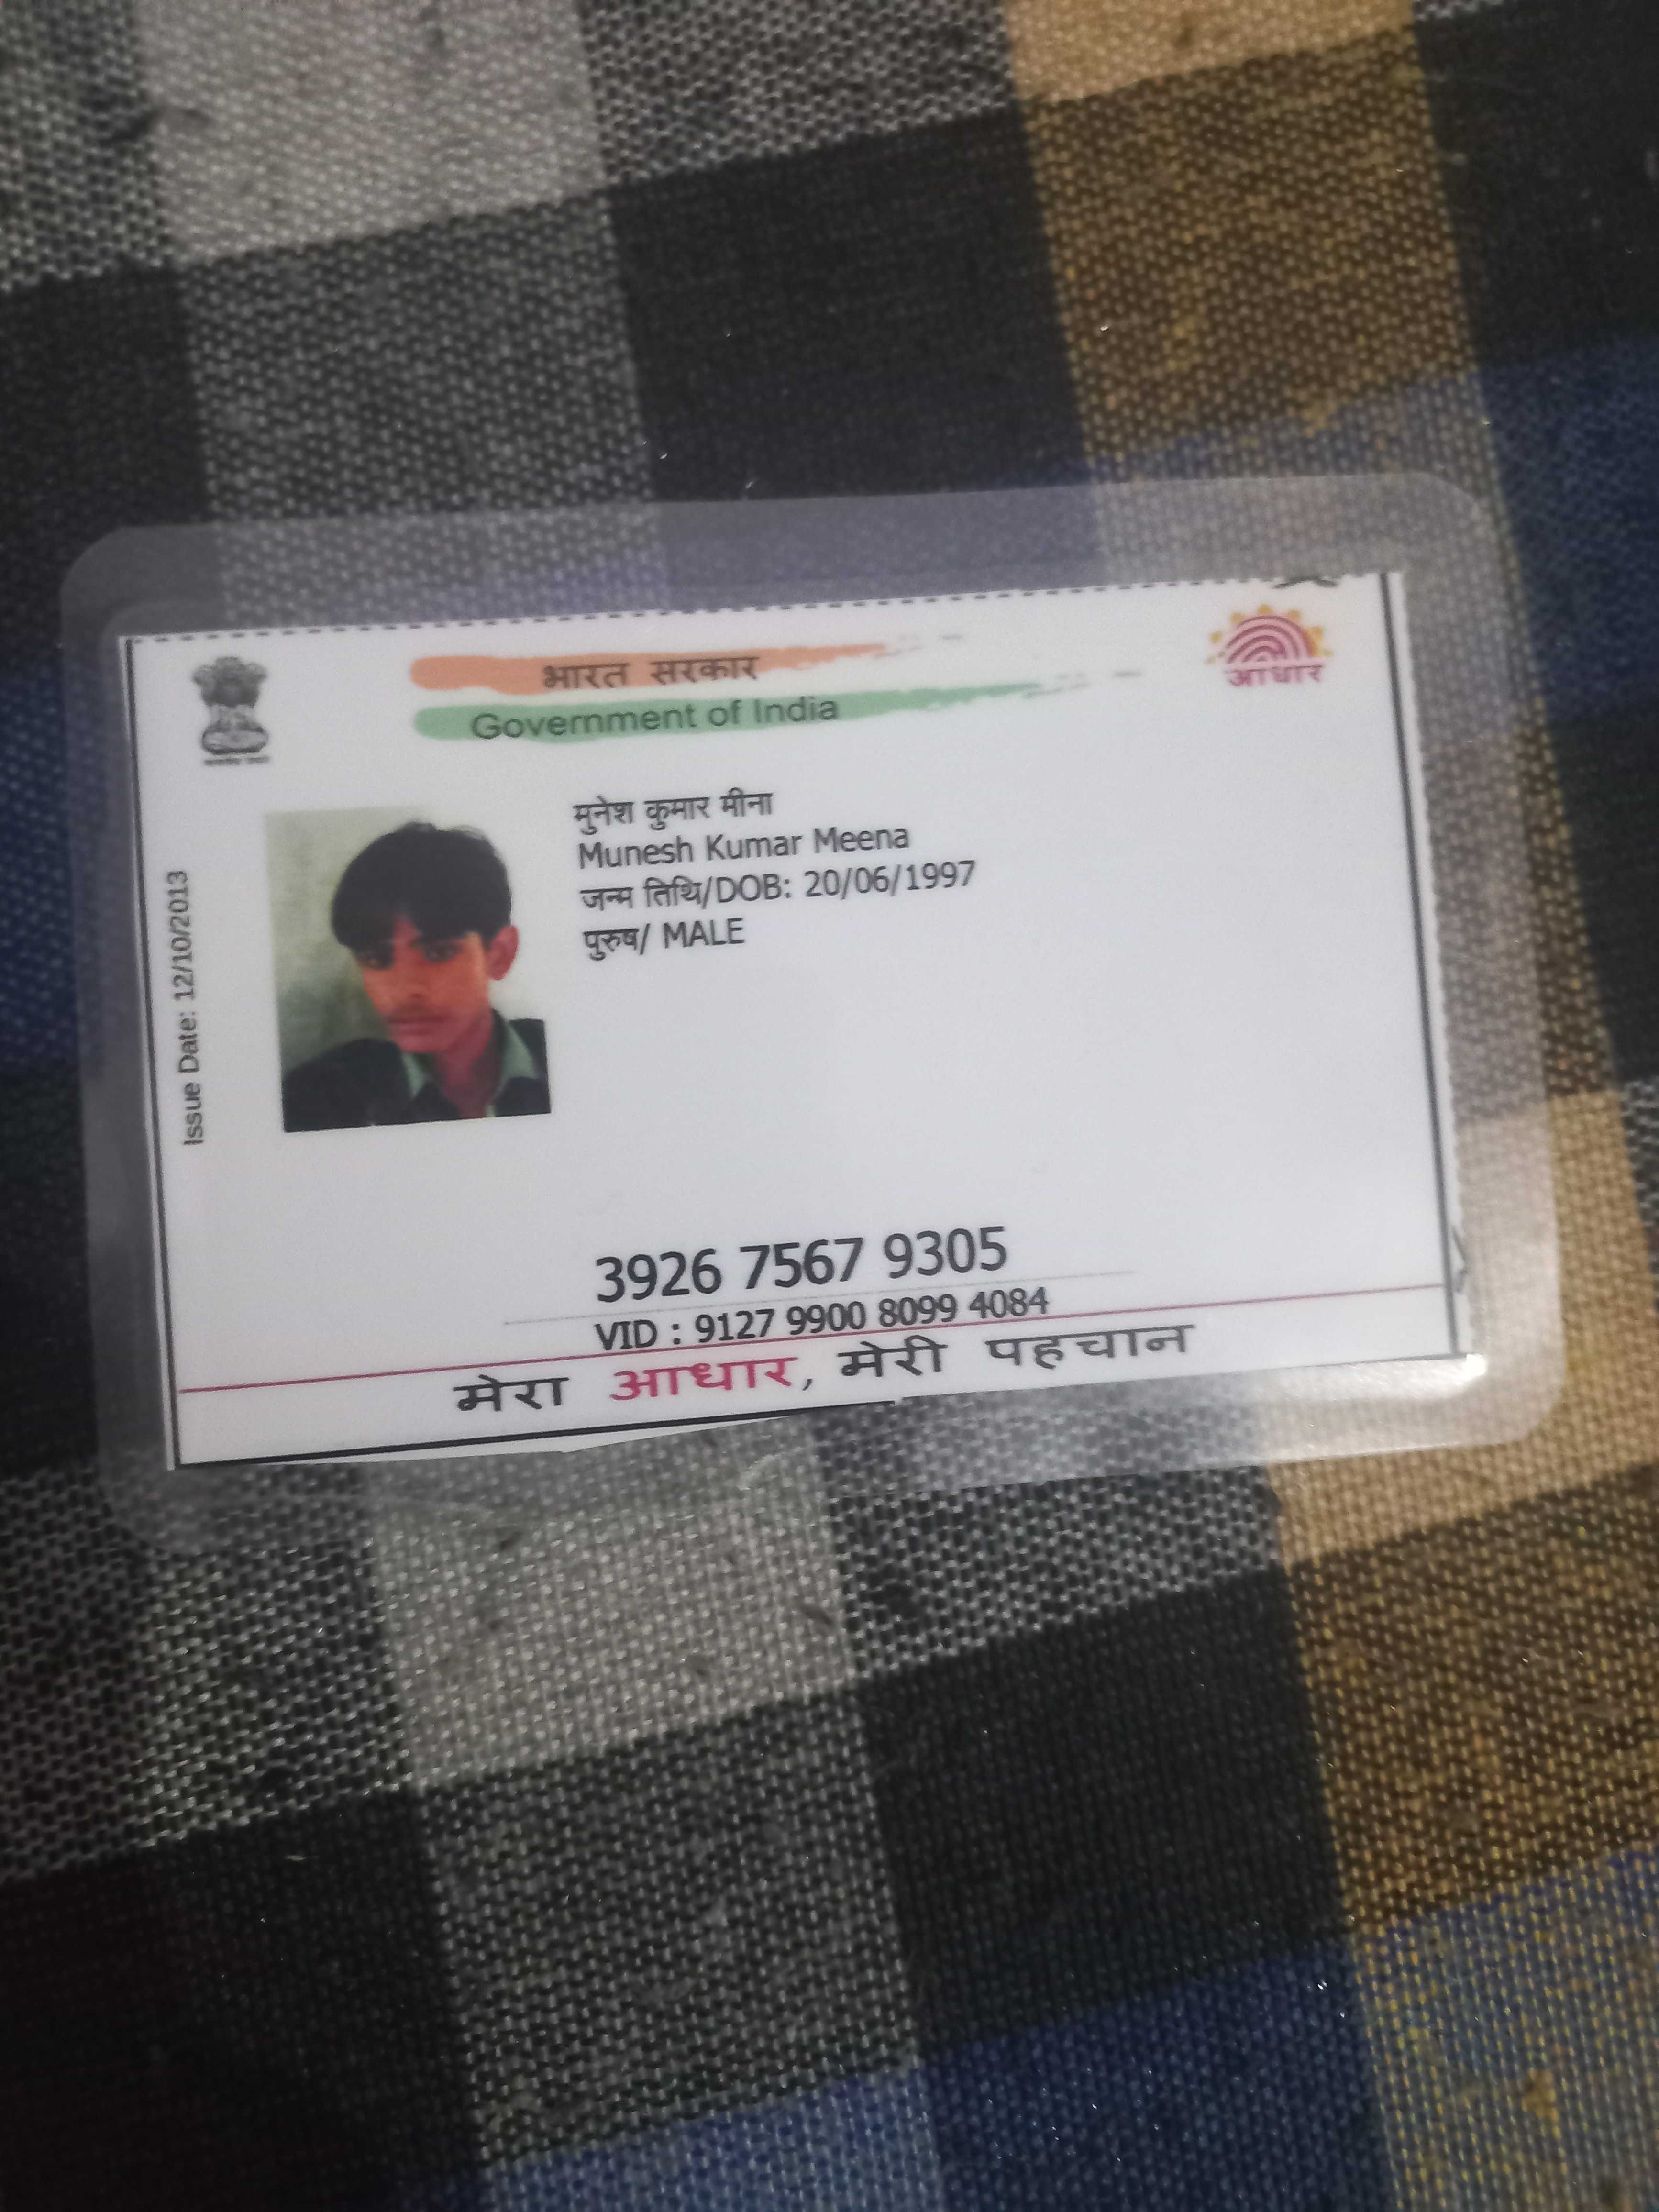 भारत सरकार
Government of India
आधार
Issue Date: 12/10/2013
मुनेश कुमार मीना
Munesh Kumar Meena
जन्म तिथि/DOB: 20/06/1997
पुरुष/ MALE
3926 7567 9305
VID : 9127 9900 8099 4084
मेरा आधार, मेरी पहचान